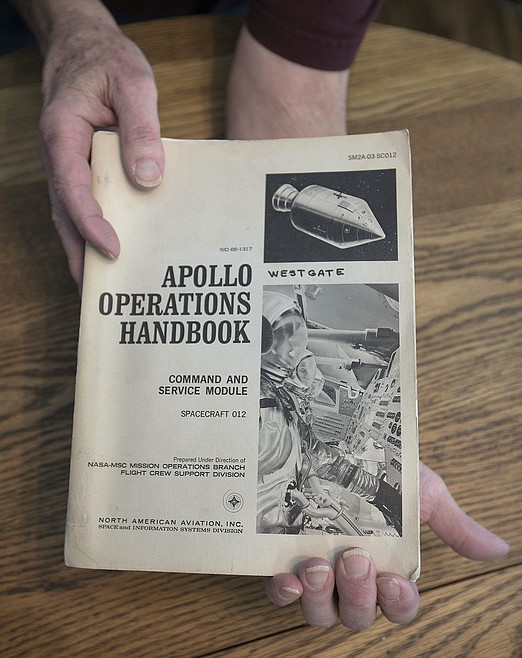 SM2A-03-SC012
SID 66-1317
WESTGATE
APOLLO
OPERATIONS
HANDBOOK
COMMAND AND
SERVICE MODULE
SPACECRAFT 012
Prepared Under Direction of
NASA-MSC MISSION OPERATIONS BRANCH
FLIGHT CREW SUPPORT DIVISION
NORTH AMERICAN AVIATION, INC.
SPACE and INFORMATION SYSTEMS DIVISION